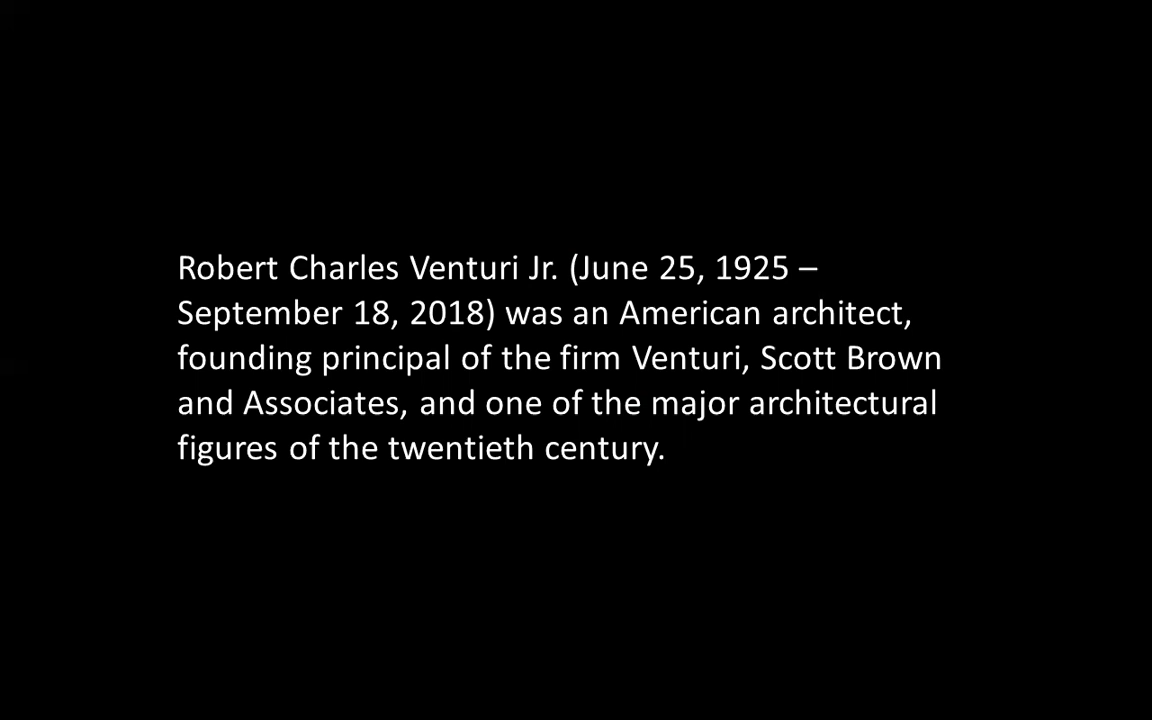 Robert Charles Venturi Jr. (June 25, 1925 –
September 18, 2018) was an American architect,
founding principal of the firm Venturi, Scott Brown
and Associates, and one of the major architectural
figures of the twentieth century.